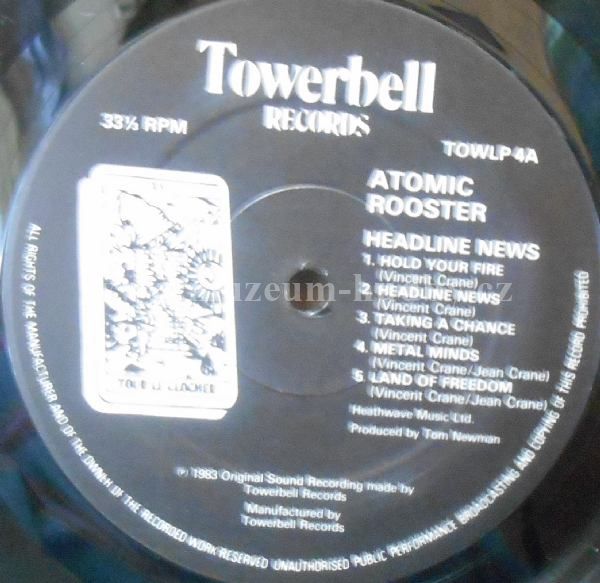 Towerbell
RECORDS
33⅓ RPM
TOWLP 4A
ATOMIC
ROOSTER
HEADLINE NEWS
1. HOLD YOUR FIRE
(Vincent Crane)
2. HEADLINE NEWS
(Vincent Crane)
3. TAKING A CHANCE
(Vincent Crane)
4. METAL MINDS
(Vincent Crane/Jean Crane)
5. LAND OF FREEDOM
(Vincent Crane/Jean Crane)
Heathwave Music Ltd.
Produced by Tom Newman
℗ 1983 Original Sound Recording made by
Towerbell Records
Manufactured by
Towerbell Records
ALL RIGHTS OF THE MANUFACTURER AND OF THE OWNER OF THE RECORDED WORK RESERVED UNAUTHORISED PUBLIC PERFORMANCE BROADCASTING AND COPYING OF THIS RECORD PROHIBITED